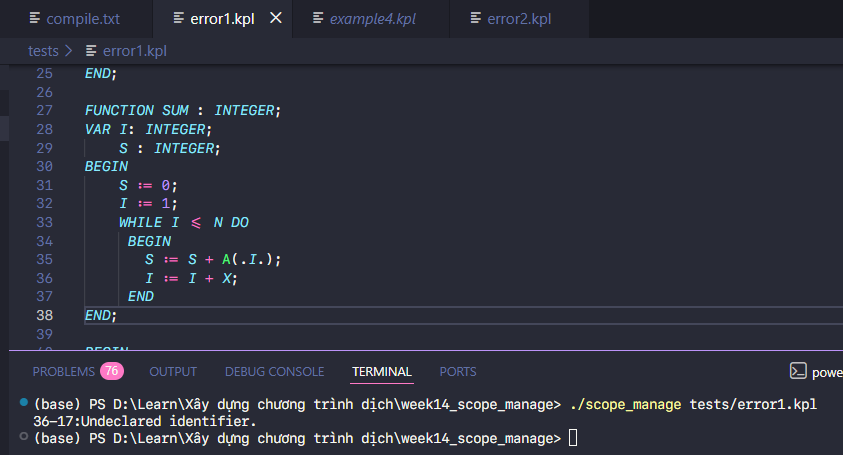 compile.txt error1.kpl example4.kpl error2.kpl
tests > error1.kpl
25 END;
26
27 FUNCTION SUM : INTEGER;
28 VAR I: INTEGER;
29 S : INTEGER;
30 BEGIN
31 S := 0;
32 I := 1;
33 WHILE I <= N DO
34 BEGIN
35 S := S + A(.I.);
36 I := I + X;
37 END
38 END;
39
PROBLEMS 76 OUTPUT DEBUG CONSOLE TERMINAL PORTS powe
(base) PS D:\Learn\Xây dựng chương trình dịch\week14_scope_manage> ./scope_manage tests/error1.kpl
36-17:Undeclared identifier.
(base) PS D:\Learn\Xây dựng chương trình dịch\week14_scope_manage>